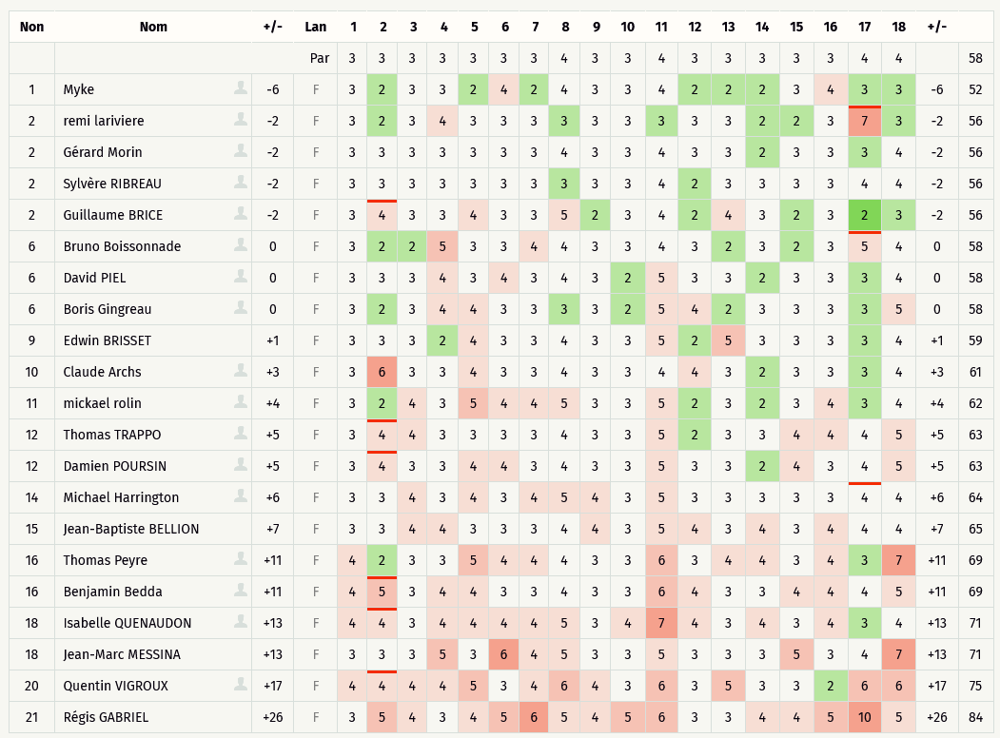 Non Nom +/- Lan 1 2 3 4 5 6 7 8 9 10 11 12 13 14 15 16 17 18 +/-
Par 3 3 3 3 3 3 3 4 3 3 4 3 3 3 3 3 4 4 58
1 Myke -6 F 3 2 3 3 2 4 2 4 3 3 4 2 2 2 3 4 3 3 -6 52
2 remi lariviere -2 F 3 2 3 4 3 3 3 3 3 3 3 3 3 2 2 3 7 3 -2 56
2 Gérard Morin -2 F 3 3 3 3 3 3 3 4 3 3 4 3 3 2 3 3 3 4 -2 56
2 Sylvère RIBREAU -2 F 3 3 3 3 3 3 3 3 3 3 4 2 3 3 3 3 4 4 -2 56
2 Guillaume BRICE -2 F 3 4 3 3 4 3 3 5 2 3 4 2 4 3 2 3 2 3 -2 56
6 Bruno Boissonnade 0 F 3 2 2 5 3 3 4 4 3 3 4 3 2 3 2 3 5 4 0 58
6 David PIEL 0 F 3 3 3 4 3 4 3 4 3 2 5 3 3 2 3 3 3 4 0 58
6 Boris Gingreau 0 F 3 2 3 4 4 3 3 3 3 2 5 4 2 3 3 3 3 5 0 58
9 Edwin BRISSET +1 F 3 3 3 2 4 3 3 4 3 3 5 2 5 3 3 3 3 4 +1 59
10 Claude Archs +3 F 3 6 3 3 4 3 3 4 3 3 4 4 3 2 3 3 3 4 +3 61
11 mickael rolin +4 F 3 2 4 3 5 4 4 5 3 3 5 2 3 2 3 4 3 4 +4 62
12 Thomas TRAPPO +5 F 3 4 4 3 3 3 3 4 3 3 5 2 3 3 4 4 4 5 +5 63
12 Damien POURSIN +5 F 3 4 3 3 4 4 3 4 3 3 5 3 3 2 4 3 4 5 +5 63
14 Michael Harrington +6 F 3 3 4 3 4 3 4 5 4 3 5 3 3 3 3 3 4 4 +6 64
15 Jean-Baptiste BELLION +7 F 3 3 4 4 3 3 3 4 4 3 5 4 3 4 3 4 4 4 +7 65
16 Thomas Peyre +11 F 4 2 3 3 5 4 4 4 3 3 6 3 4 4 3 4 3 7 +11 69
16 Benjamin Bedda +11 F 4 5 3 4 4 3 3 4 3 3 6 4 3 3 4 4 4 5 +11 69
18 Isabelle QUENAUDON +13 F 4 4 3 4 4 4 4 5 3 4 7 4 3 4 3 4 3 4 +13 71
18 Jean-Marc MESSINA +13 F 3 3 3 5 3 6 4 5 3 3 5 3 3 3 5 3 4 7 +13 71
20 Quentin VIGROUX +17 F 4 4 4 4 5 3 4 6 4 3 6 3 5 3 3 2 6 6 +17 75
21 Régis GABRIEL +26 F 3 5 4 3 4 5 6 5 4 5 6 3 3 4 4 5 10 5 +26 84